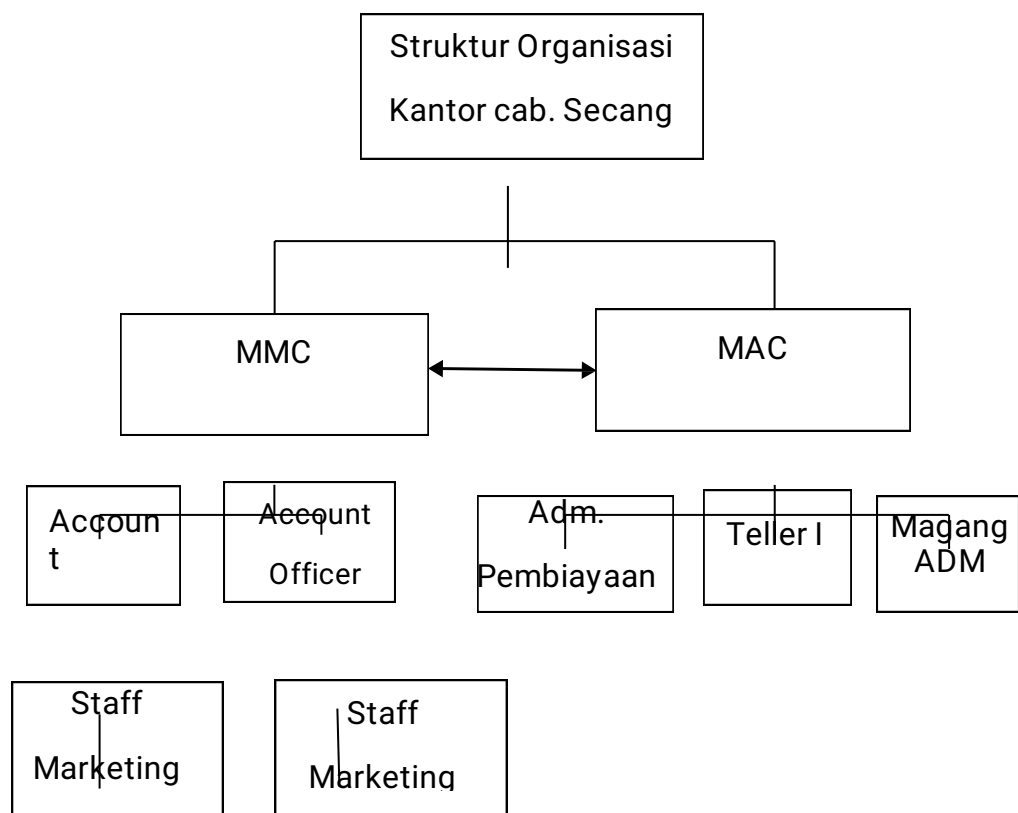 Struktur Organisasi
Kantor cab. Secang
MMC
MAC
Accoun
t
Account
Officer
Adm.
Pembiayaan
Teller I
Magang
ADM
Staff
Marketing
Staff
Marketing